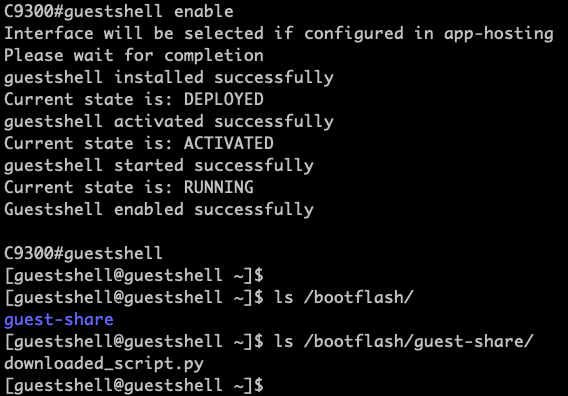 C9300#guestshell enable
Interface will be selected if configured in app-hosting
Please wait for completion
guestshell installed successfully
Current state is: DEPLOYED
guestshell activated successfully
Current state is: ACTIVATED
guestshell started successfully
Current state is: RUNNING
Guestshell enabled successfully

C9300#guestshell
[guestshell@guestshell ~]$
[guestshell@guestshell ~]$ ls /bootflash/
guest-share
[guestshell@guestshell ~]$ ls /bootflash/guest-share/
downloaded_script.py
[guestshell@guestshell ~]$